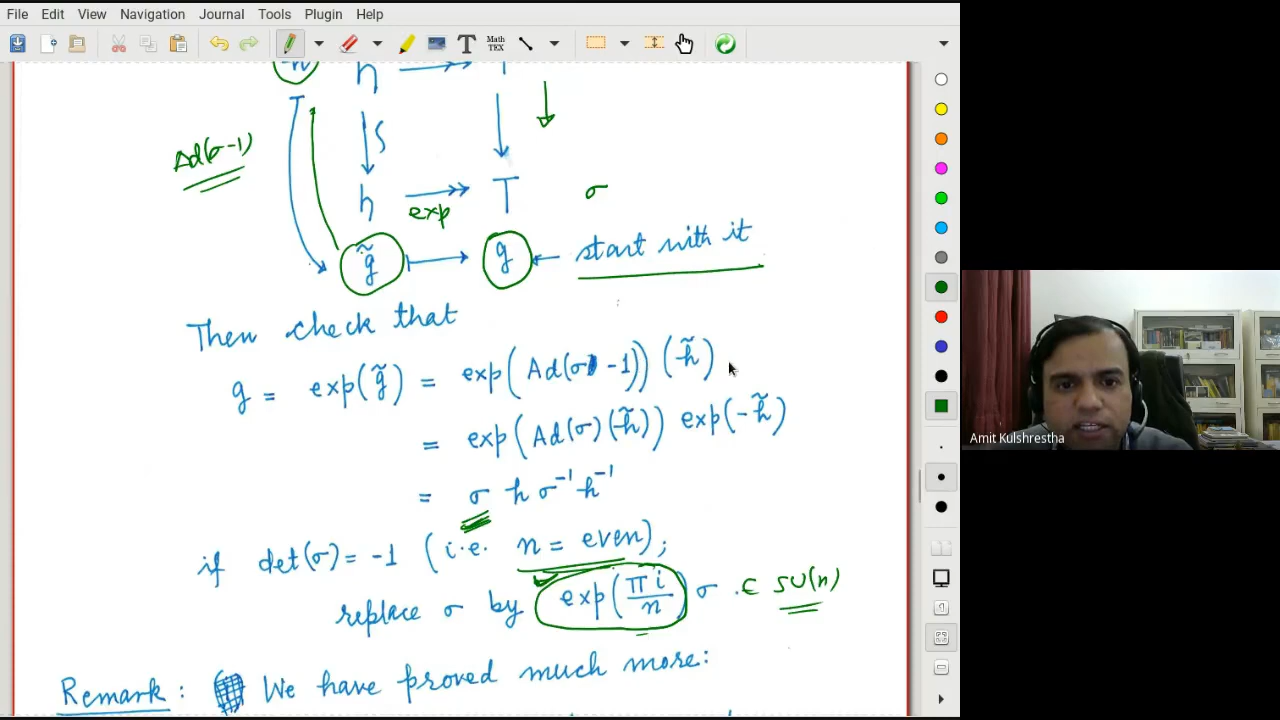 File Edit View Navigation Journal Tools Plugin Help
T Math TEX
Ad(σ-1)
h̃ 𝔥 T
𝔥 exp T σ
g̃ g ← start with it
Then check that
g = exp(g̃) = exp(Ad(σ - 1))(h̃)
= exp(Ad(σ)(h̃)) exp(-h̃)
= σ h σ⁻¹ h⁻¹
if det(σ) = -1 (i.e. n = even);
replace σ by exp(πi/n) σ . ∈ SU(n)
Remark: We have proved much more:
Amit Kulshrestha